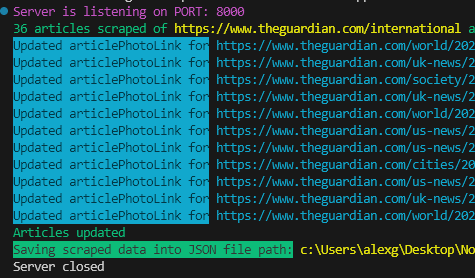 Server is listening on PORT: 8000
36 articles scraped of https://www.theguardian.com/international a
Updated articlePhotoLink for https://www.theguardian.com/world/202
Updated articlePhotoLink for https://www.theguardian.com/uk-news/2
Updated articlePhotoLink for https://www.theguardian.com/society/2
Updated articlePhotoLink for https://www.theguardian.com/uk-news/2
Updated articlePhotoLink for https://www.theguardian.com/world/202
Updated articlePhotoLink for https://www.theguardian.com/us-news/2
Updated articlePhotoLink for https://www.theguardian.com/us-news/2
Updated articlePhotoLink for https://www.theguardian.com/cities/20
Updated articlePhotoLink for https://www.theguardian.com/us-news/2
Updated articlePhotoLink for https://www.theguardian.com/uk-news/2
Updated articlePhotoLink for https://www.theguardian.com/world/202
Articles updated
Saving scraped data into JSON file path: c:\Users\alexg\Desktop\No
Server closed